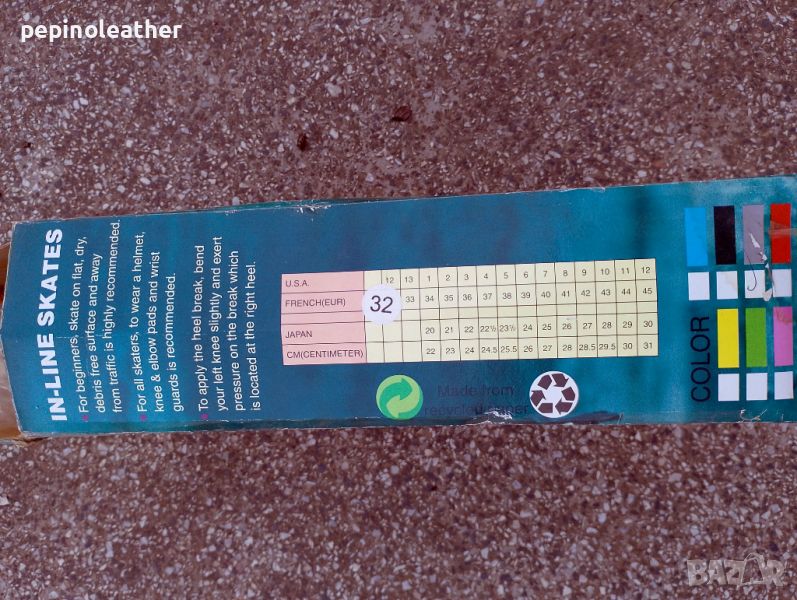 pepinoleather
IN-LINE SKATES
For beginners, skate on flat, dry,
debris free surface and away
from traffic is highly recommended.
For all skaters, to wear a helmet,
knee & elbow pads and wrist
guards is recommended.
To apply the heel break, bend
your left knee slightly and exert
pressure on the break which
is located at the right heel.
U.S.A. 12 13 1 2 3 4 5 6 7 8 9 10 11 12
FRENCH(EUR) 32 33 34 35 36 37 38 39 40 41 42 43 44 45
JAPAN 20 21 22 22½ 23½ 24 25 26 27 28 29 30
CM(CENTIMETER) 22 23 24 24.5 25.5 26 27 28 28.5 29.5 30 31
Made from
recycled paper
COLOR
BAZAR